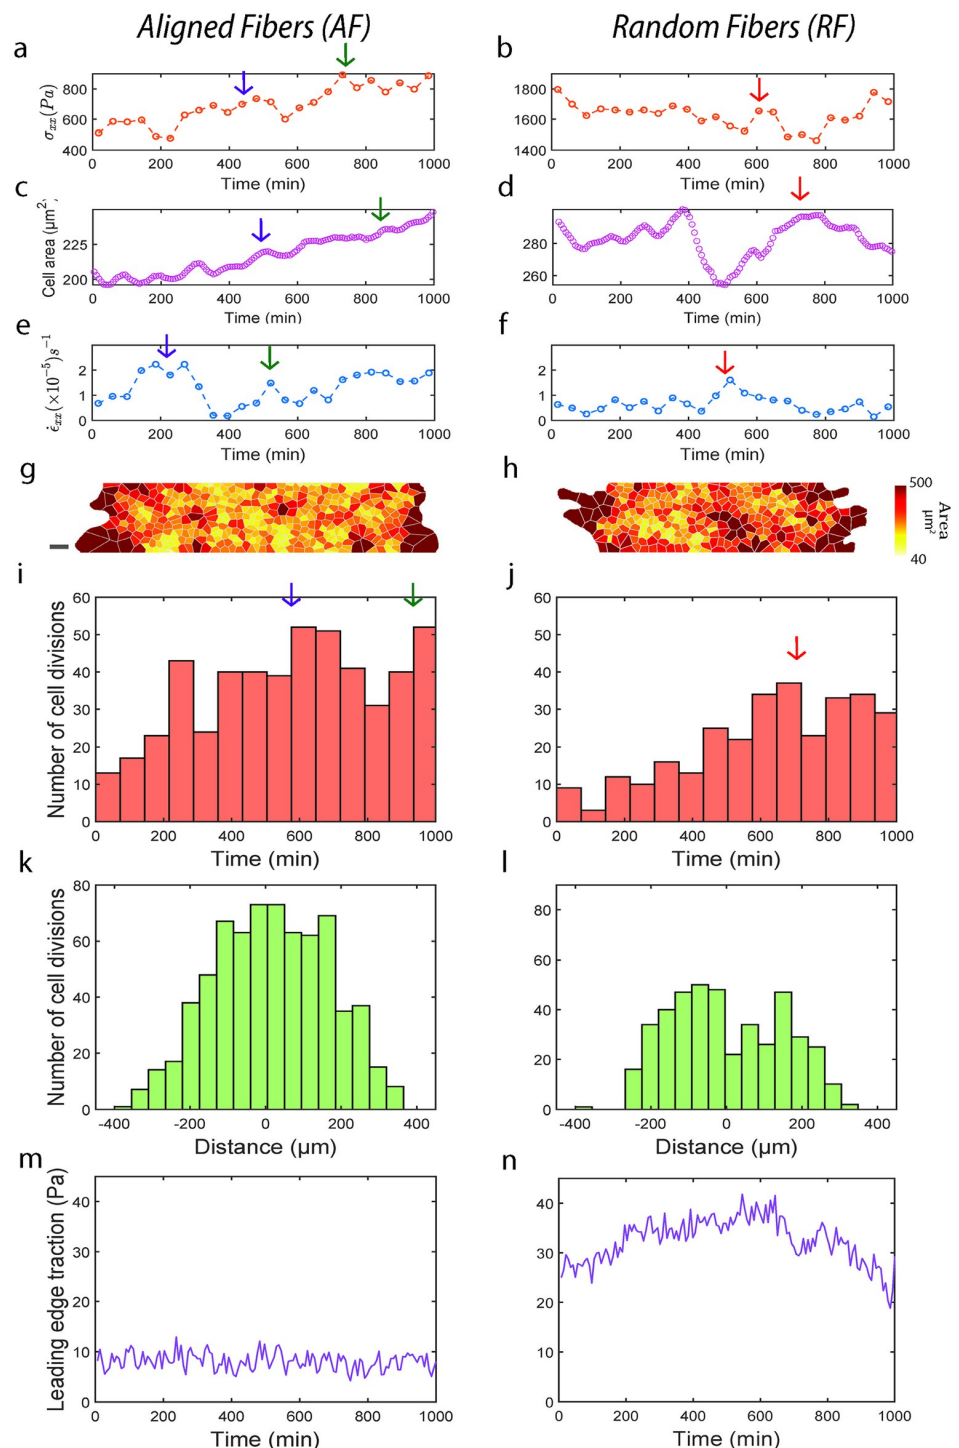 Aligned Fibers (AF)
Random Fibers (RF)
a
σxx(Pa)
800
600
400
0 200 400 600 800 1000
Time (min)
b
1800
1600
1400
0 200 400 600 800 1000
Time (min)
c
Cell area (µm²;
225
200
0 200 400 600 800 1000
Time (min)
d
280
260
0 200 400 600 800 1000
Time (min)
e
ε̇xx(×10⁻⁵)s⁻¹
2
1
0
0 200 400 600 800 1000
Time (min)
f
2
1
0
0 200 400 600 800 1000
Time (min)
g
h
500
Area
µm²
40
i
Number of cell divisions
60
50
40
30
20
10
0
0 200 400 600 800 1000
Time (min)
j
60
50
40
30
20
10
0
0 200 400 600 800 1000
Time (min)
k
Number of cell divisions
80
60
40
20
0
-400 -200 0 200 400
Distance (µm)
l
80
60
40
20
0
-400 -200 0 200 400
Distance (µm)
m
Leading edge traction (Pa)
40
30
20
10
0
0 200 400 600 800 1000
Time (min)
n
40
30
20
10
0
0 200 400 600 800 1000
Time (min)